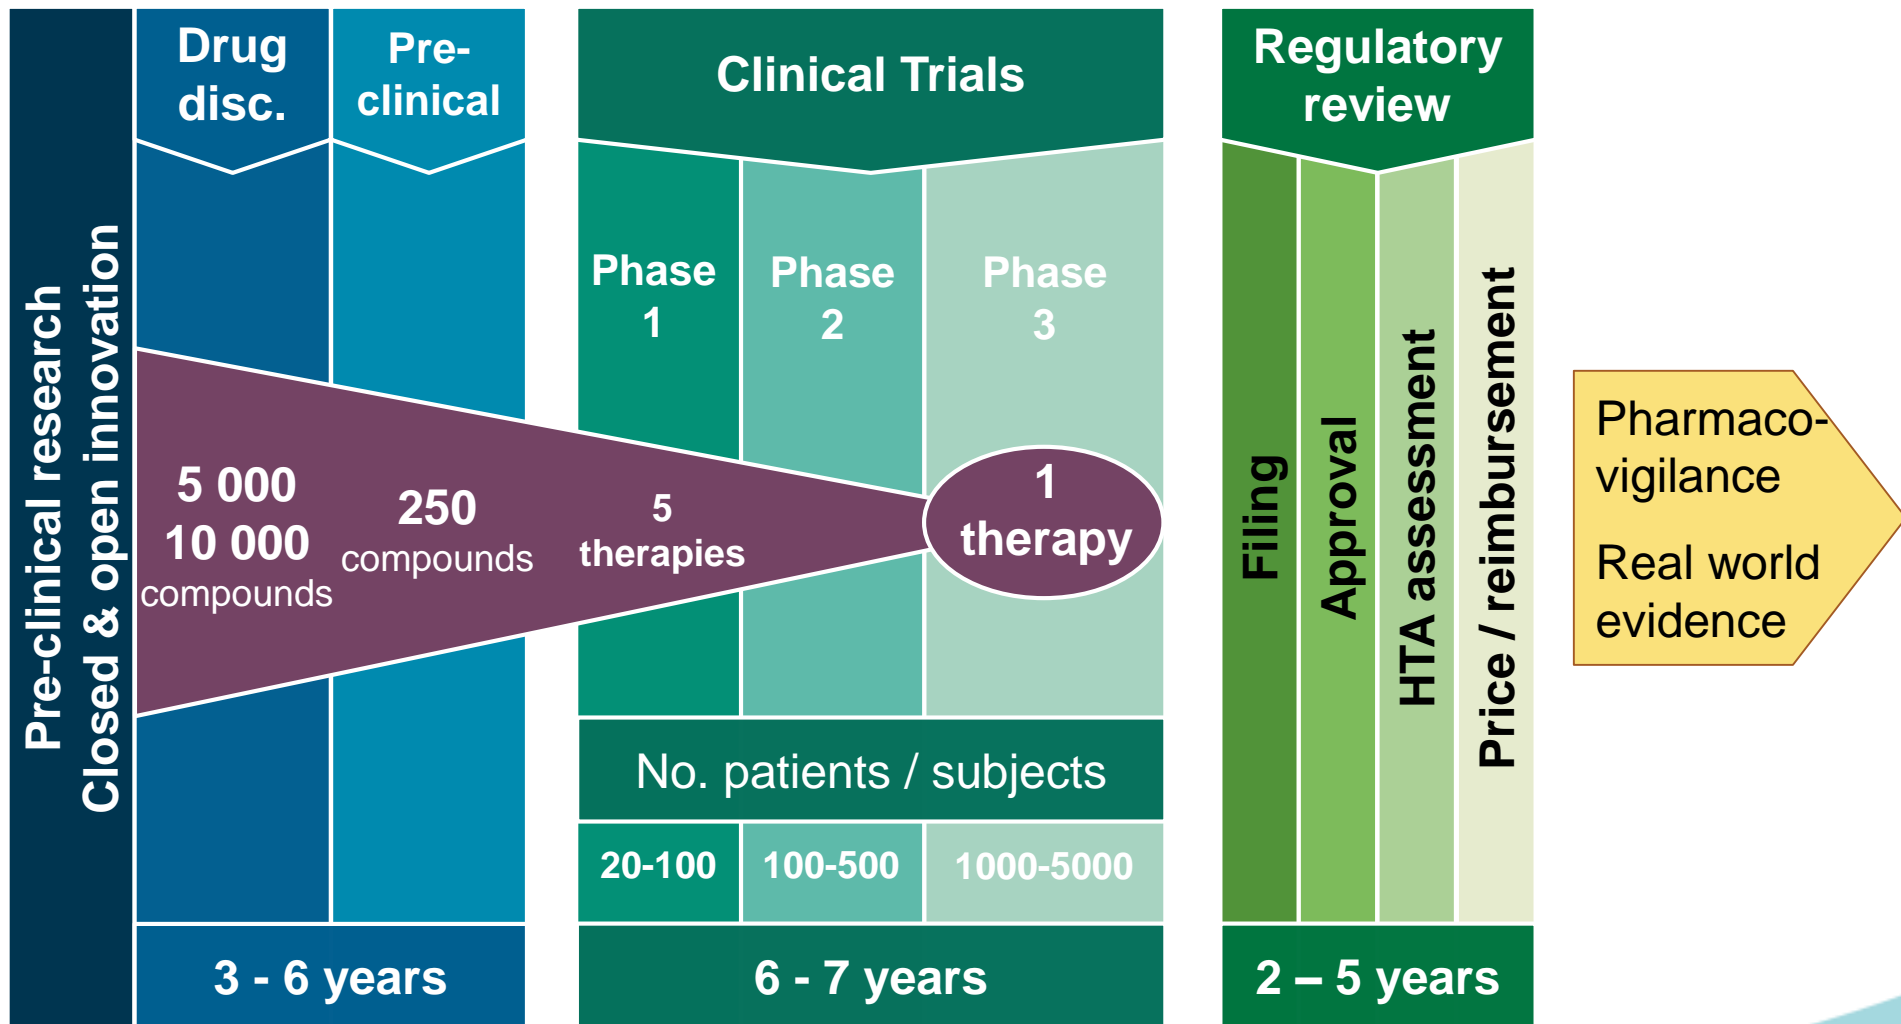 Pre-clinical research
Closed & open innovation
Drug
disc.
Pre-
clinical
5 000
10 000
compounds
250
compounds
3 - 6 years
Clinical Trials
Phase
1
Phase
2
Phase
3
5
therapies
1
therapy
No. patients / subjects
20-100
100-500
1000-5000
6 - 7 years
Regulatory
review
Filing
Approval
HTA assessment
Price / reimbursement
2 – 5 years
Pharmaco-
vigilance
Real world
evidence